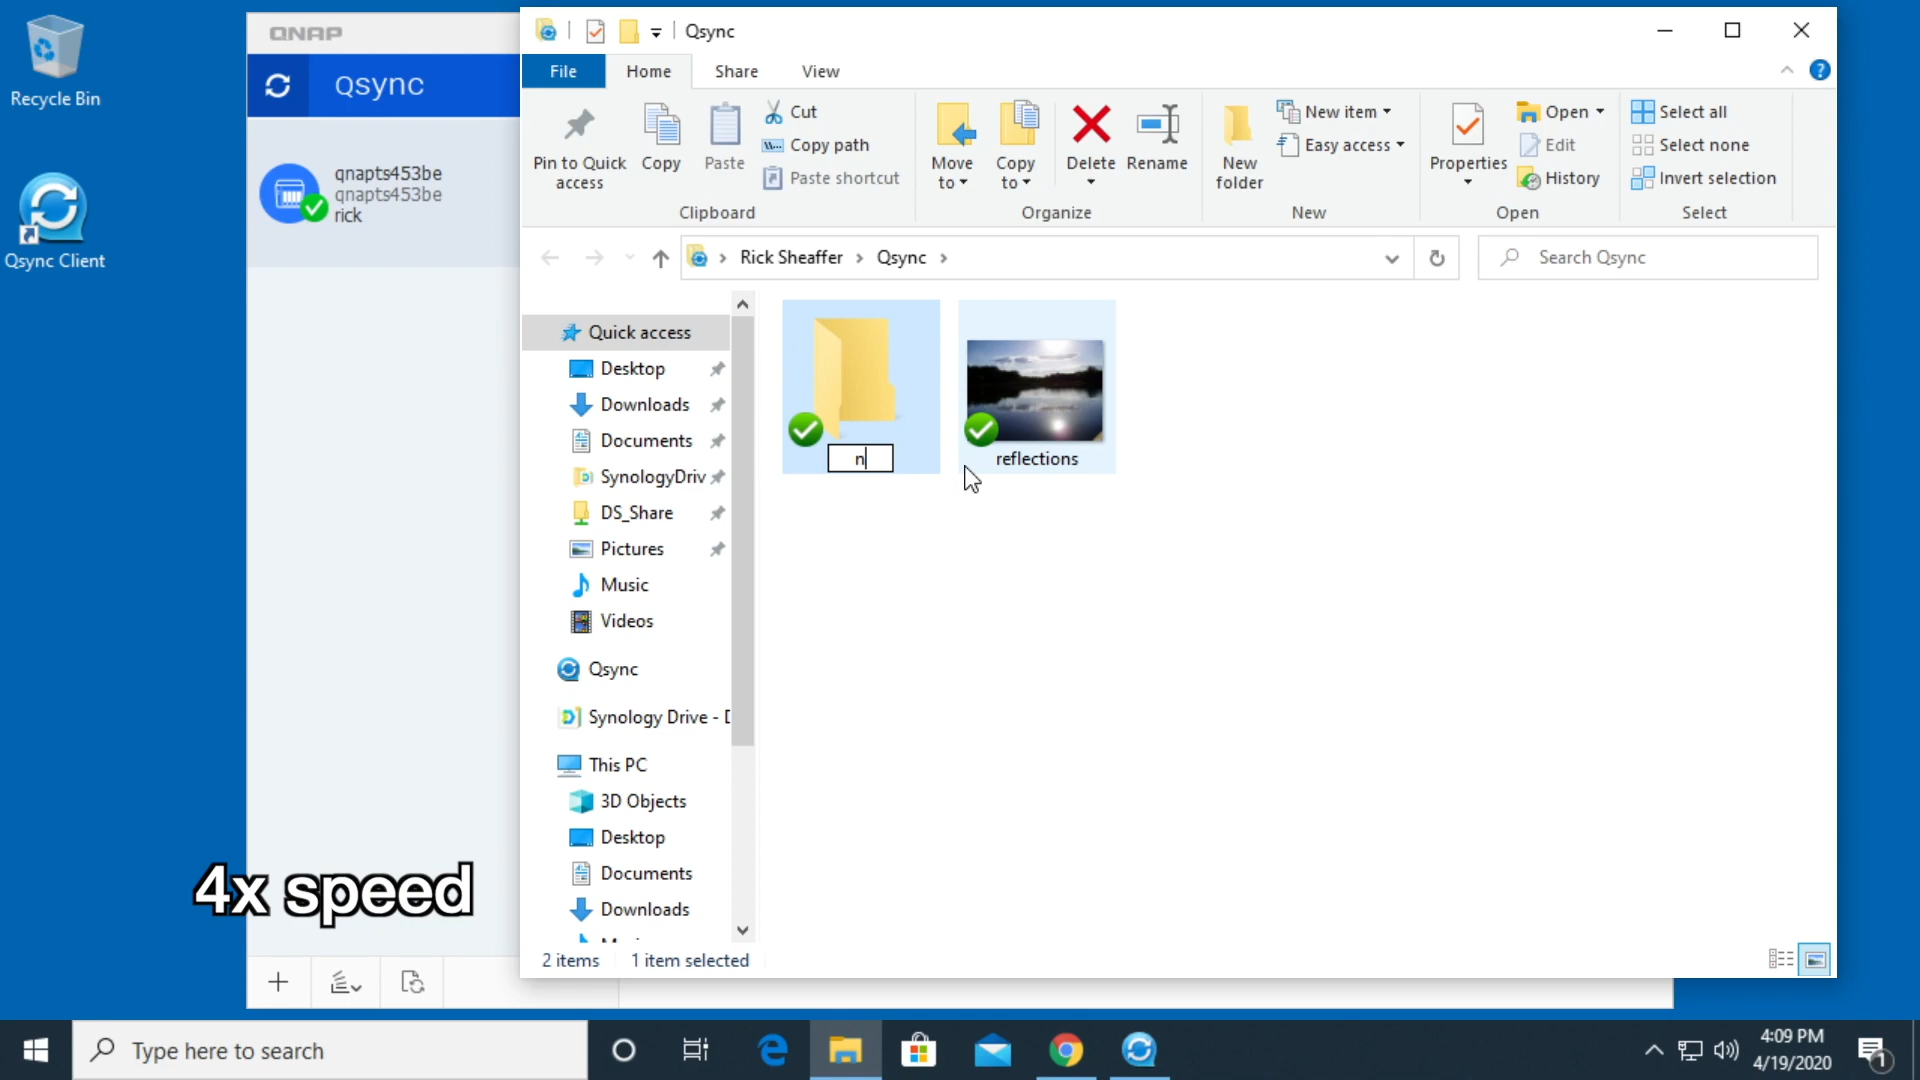 Recycle Bin
Qsync Client
QNAP
Qsync
qnapts453be
qnapts453be
rick
Qsync
File
Home
Share
View
Pin to Quick
access
Copy
Paste
Cut
Copy path
Paste shortcut
Clipboard
Move
to
Copy
to
Delete
Rename
Organize
New
folder
New item
Easy access
New
Properties
Open
Edit
History
Open
Select all
Select none
Invert selection
Select
Rick Sheaffer
Qsync
Search Qsync
Quick access
Desktop
Downloads
Documents
SynologyDriv
DS_Share
Pictures
Music
Videos
Qsync
Synology Drive - D
This PC
3D Objects
Desktop
Documents
Downloads
n
reflections
2 items
1 item selected
4x speed
Type here to search
4:09 PM
4/19/2020
1